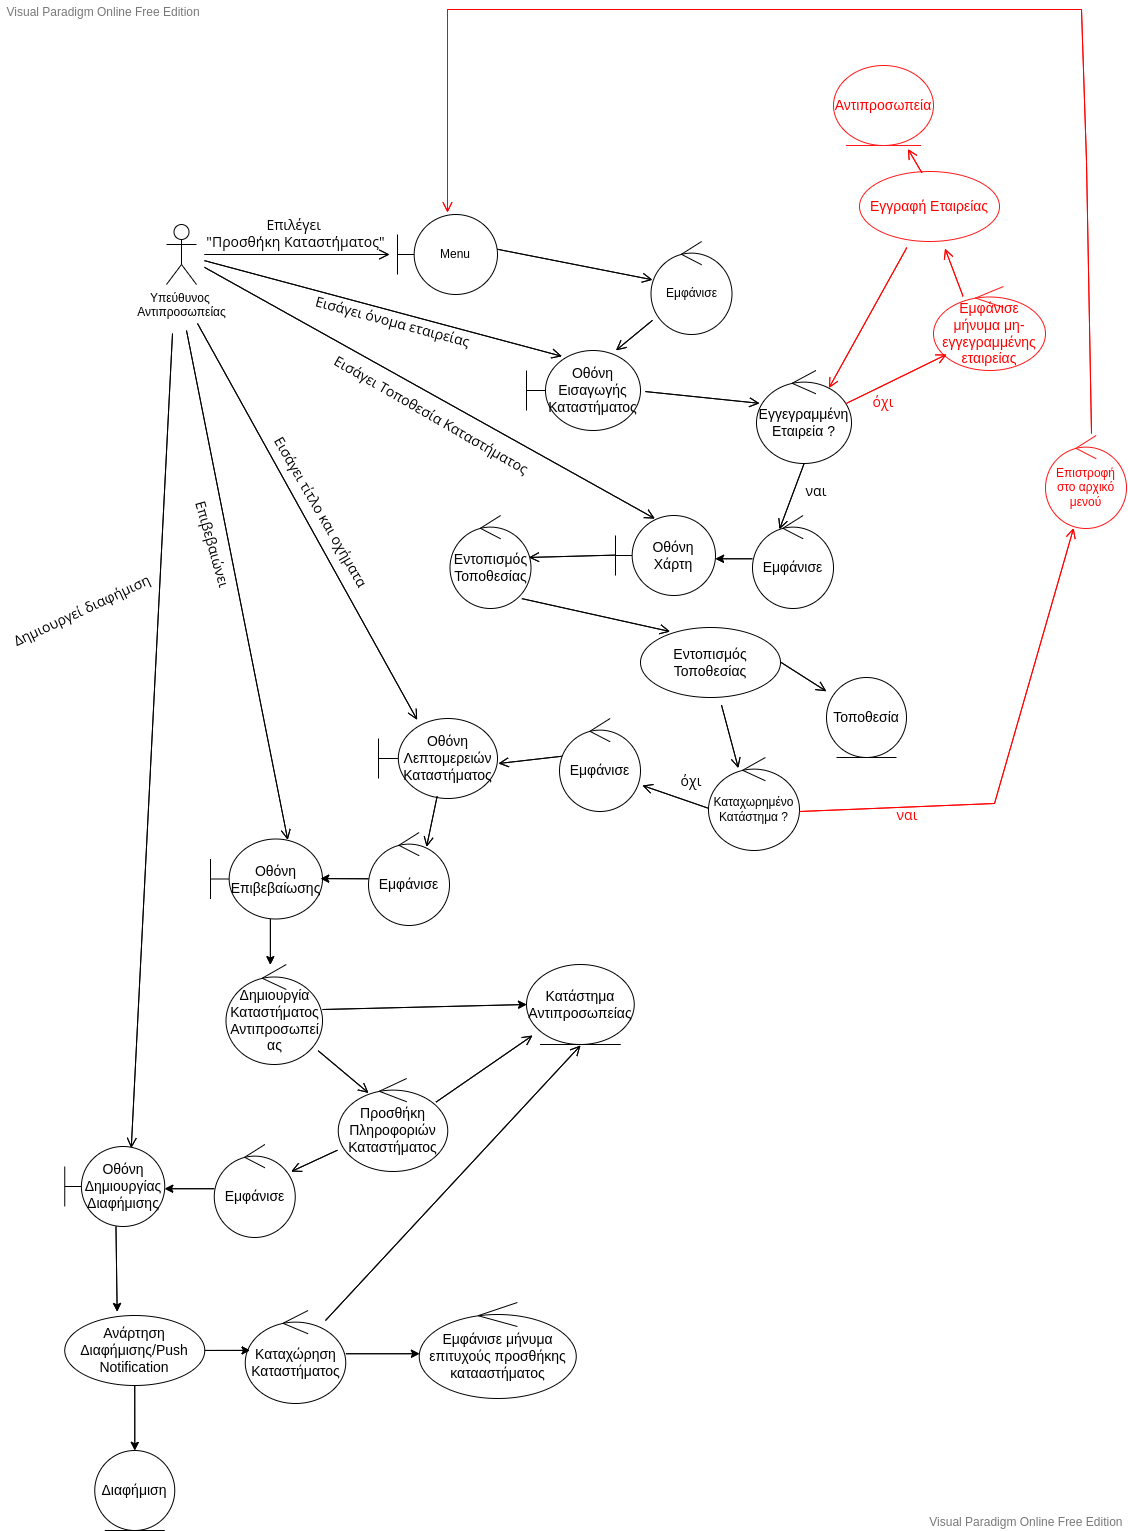 Visual Paradigm Online Free Edition
Αντιπροσωπεία
Εγγραφή Εταιρείας
Επιλέγει
"Προσθήκη Καταστήματος"
Menu
Εμφάνισε
Υπεύθυνος
Αντιπροσωπείας
Εισάγει όνομα εταιρείας
Εμφάνισε
μήνυμα μη-
εγγεγραμμένης
εταιρείας
Οθόνη
Εισαγωγής
Καταστήματος
Εισάγει Τοποθεσία Καταστήματος
Εγγεγραμμένη
Εταιρεία ?
όχι
Εισάγει τίτλο και οχήματα
Επιστροφή
στο αρχικό
μενού
ναι
Επιβεβαιώνει
Εντοπισμός
Τοποθεσίας
Οθόνη
Χάρτη
Εμφάνισε
Δημιουργεί διαφήμιση
Εντοπισμός
Τοποθεσίας
Τοποθεσία
Οθόνη
Λεπτομερειών
Καταστήματος
Εμφάνισε
όχι
Καταχωρημένο
Κατάστημα ?
ναι
Οθόνη
Επιβεβαίωσης
Εμφάνισε
Δημιουργία
Καταστήματος
Αντιπροσωπεί
ας
Κατάστημα
Αντιπροσωπείας
Προσθήκη
Πληροφοριών
Καταστήματος
Οθόνη
Δημιουργίας
Διαφήμισης
Εμφάνισε
Ανάρτηση
Διαφήμισης/Push
Notification
Καταχώρηση
Καταστήματος
Εμφάνισε μήνυμα
επιτυχούς προσθήκης
κατααστήματος
Διαφήμιση
Visual Paradigm Online Free Edition